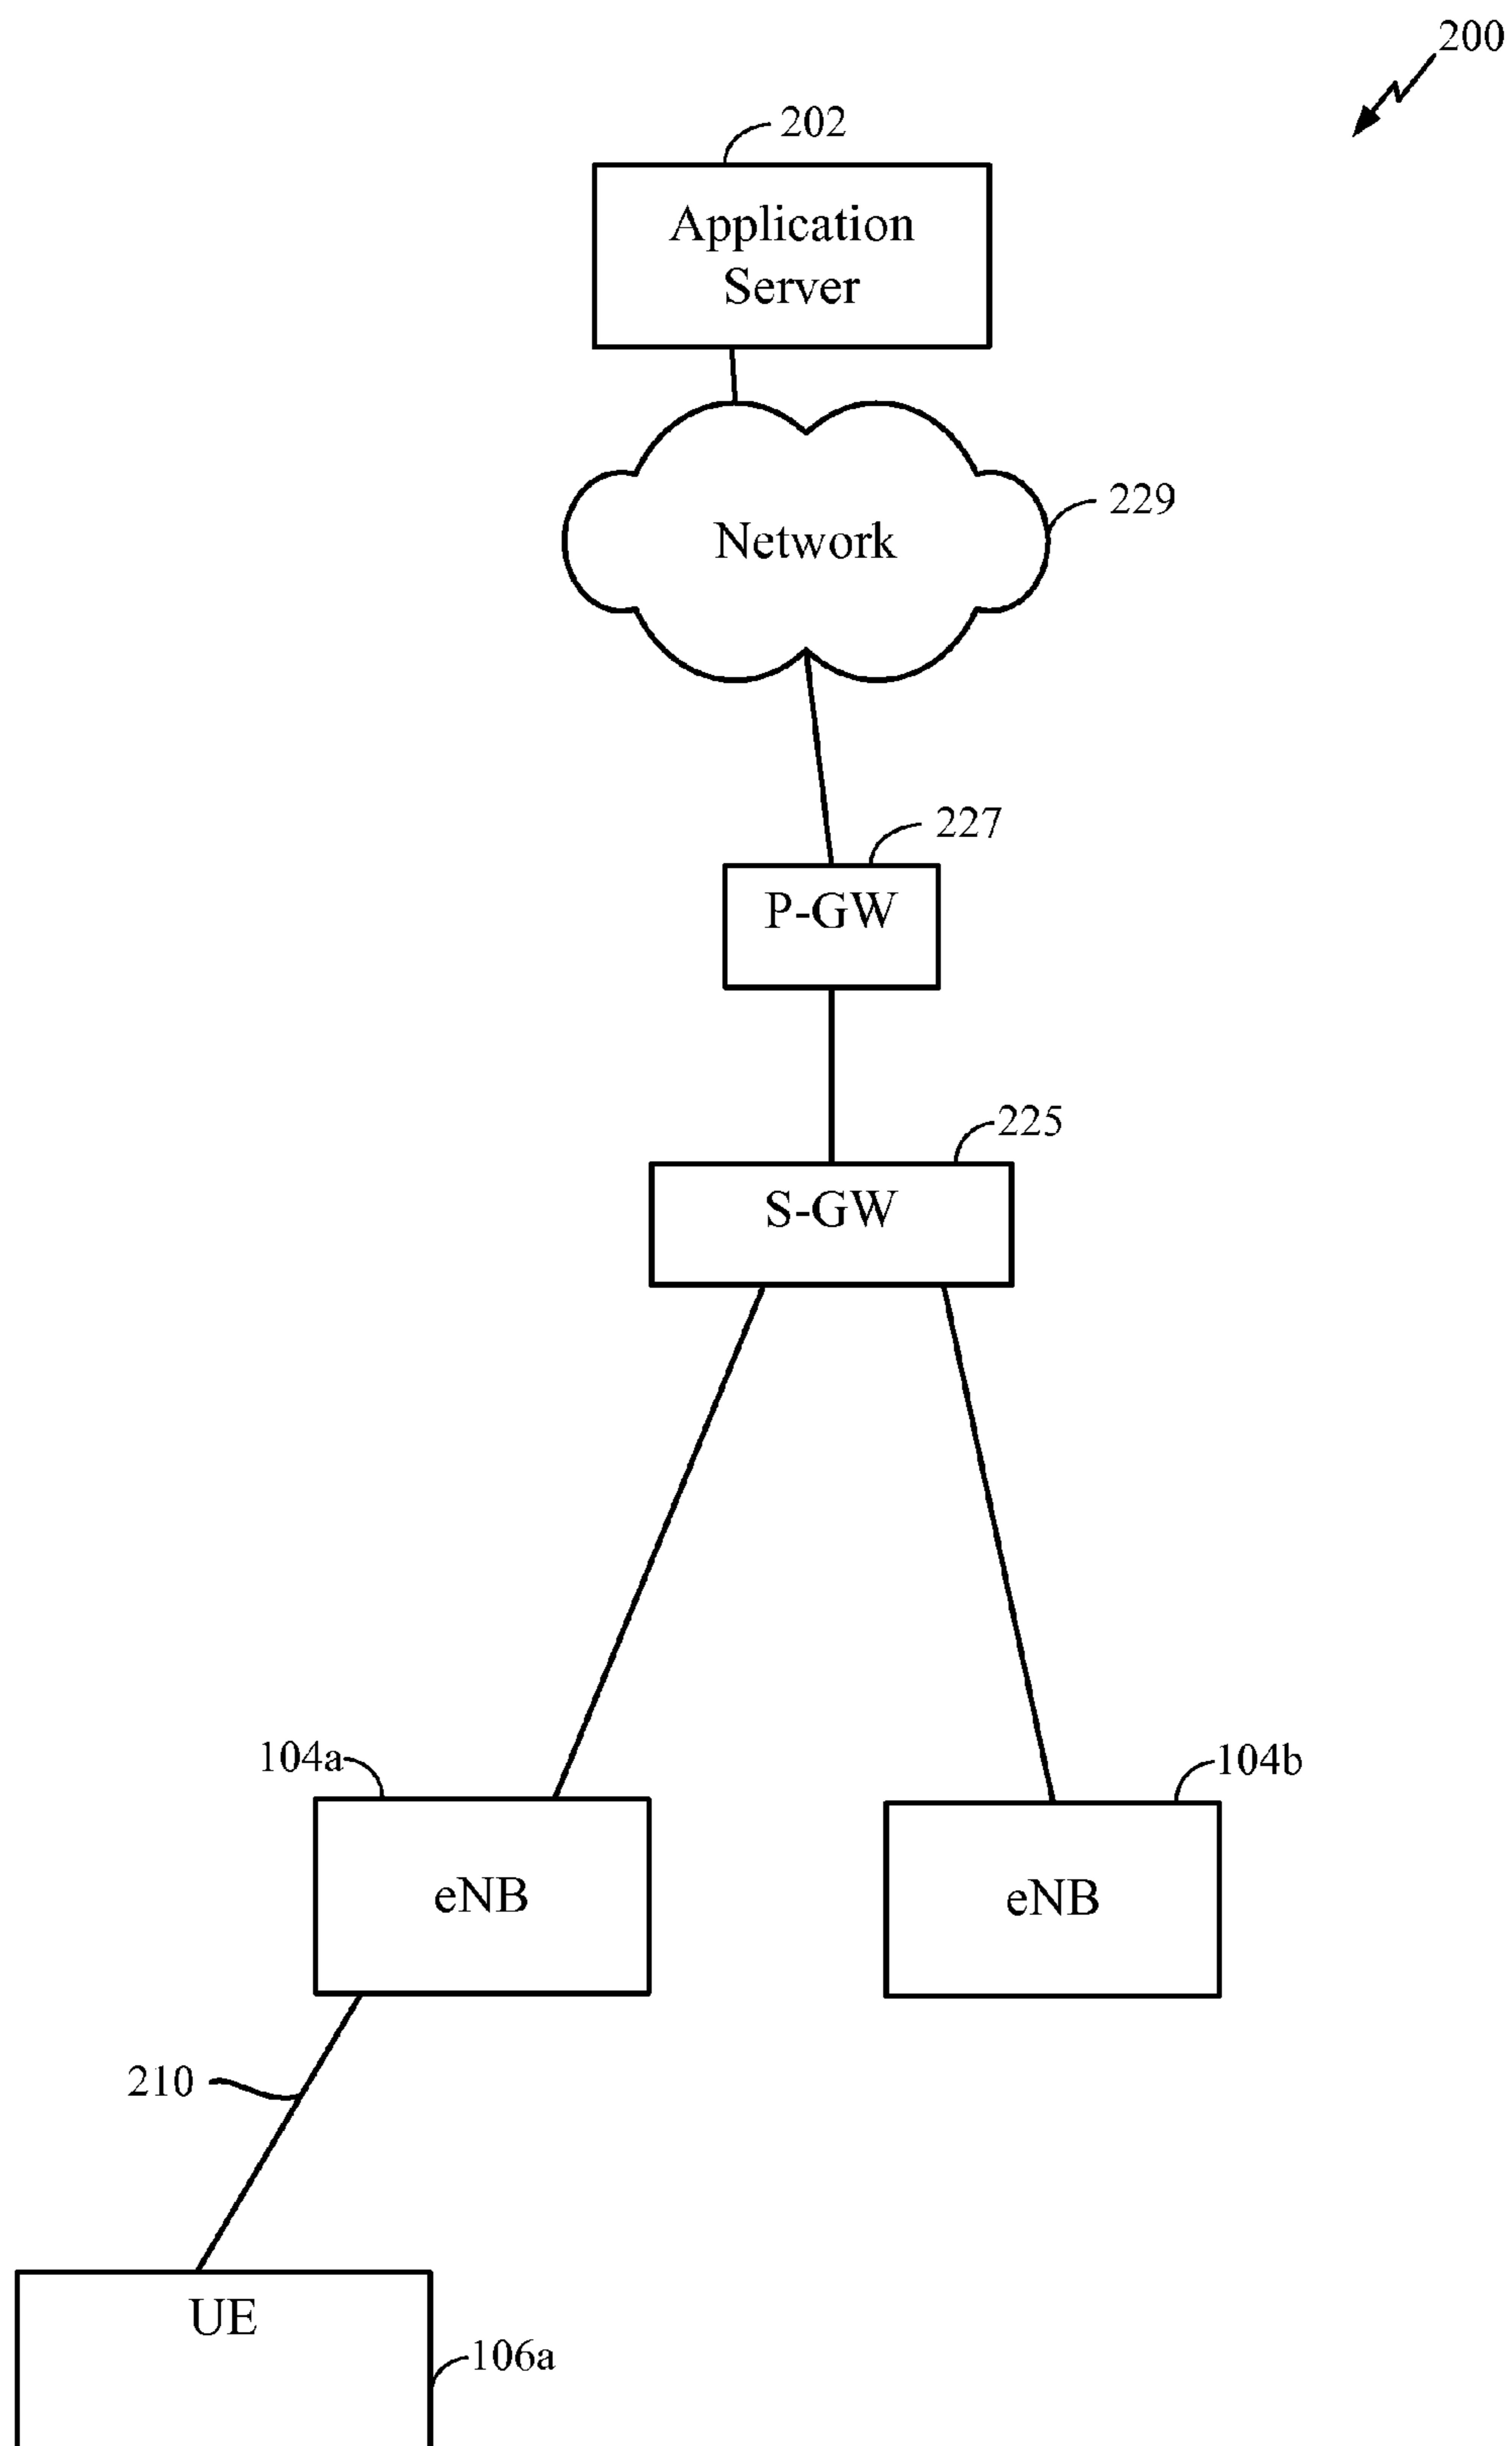 200
202
Application
Server
229
Network
227
P-GW
225
S-GW
104a
104b
eNB
eNB
210
UE
106a